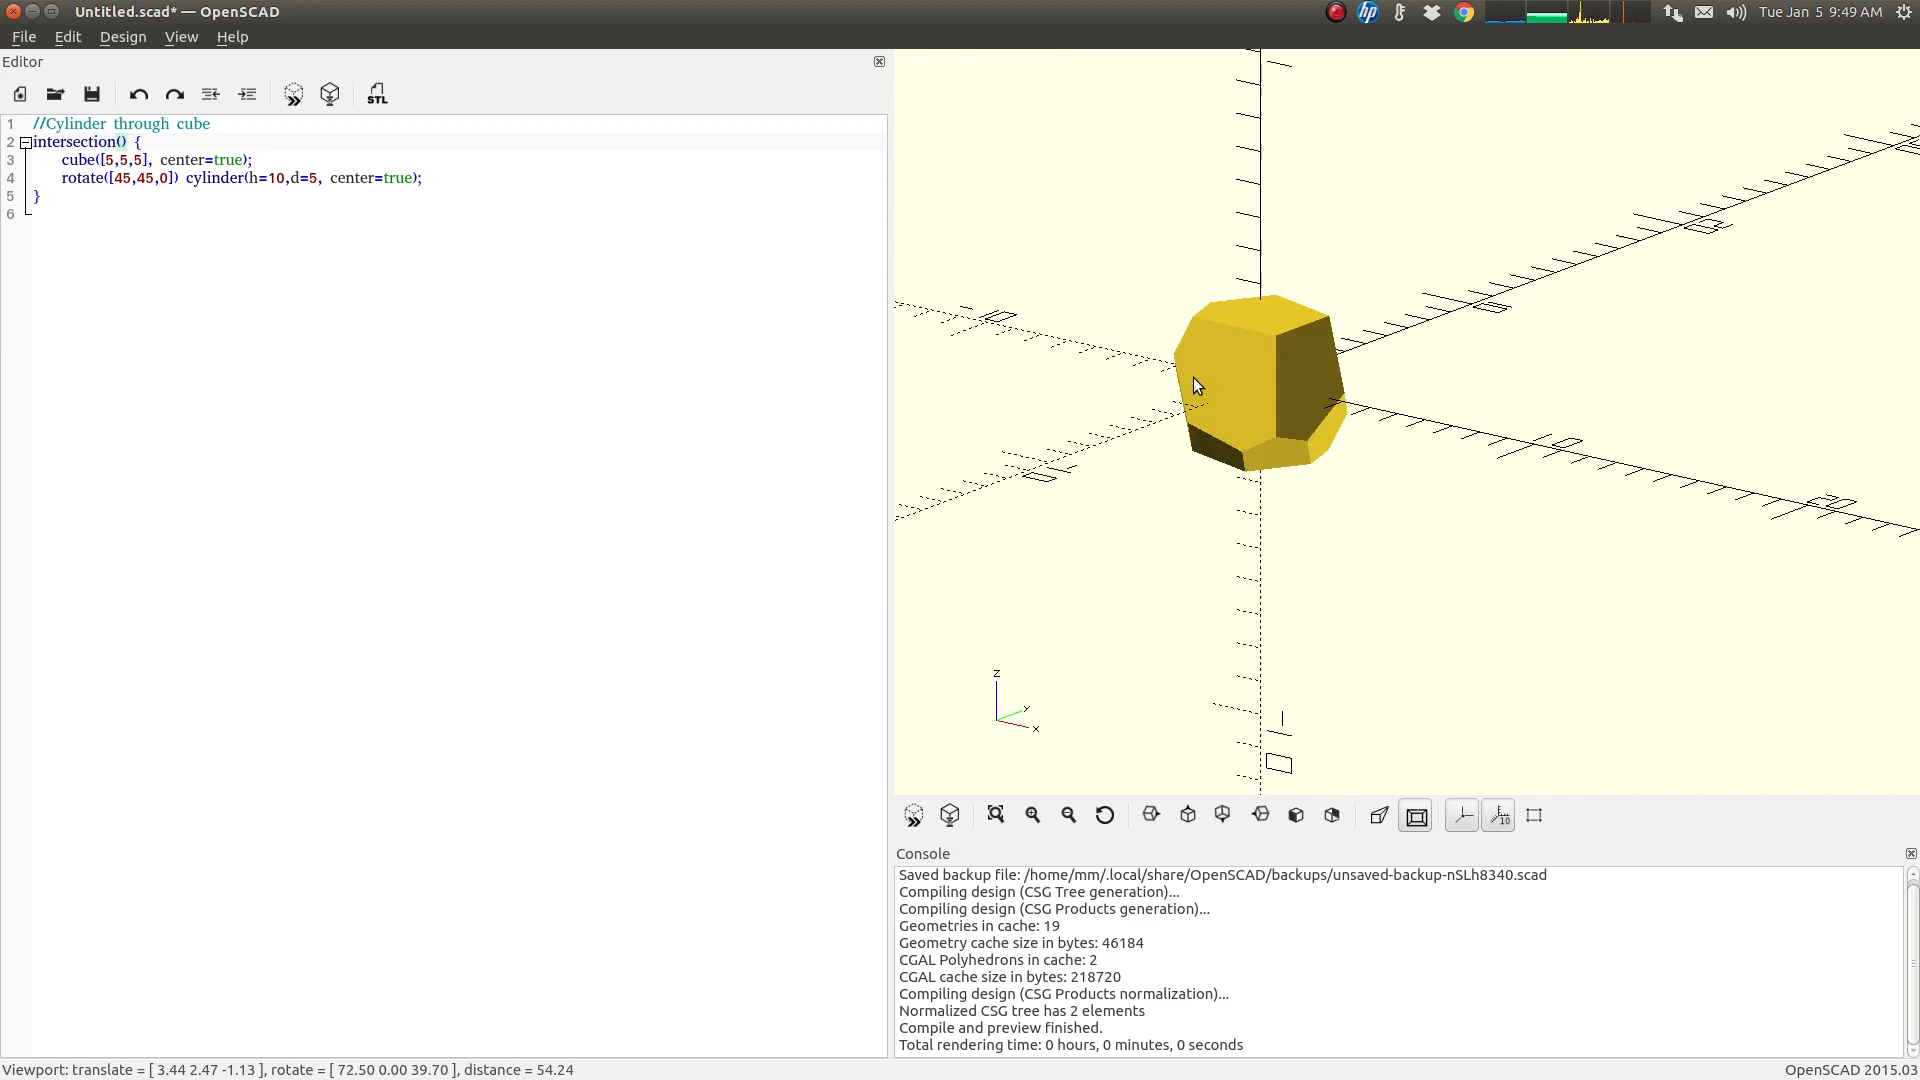 Untitled.scad* — OpenSCAD
Tue Jan 5 9:49 AM
File Edit Design View Help
Editor
STL
1 //Cylinder through cube
2 intersection() {
3 cube([5,5,5], center=true);
4 rotate([45,45,0]) cylinder(h=10,d=5, center=true);
5 }
6
z
y
x
10
Console
Saved backup file: /home/mm/.local/share/OpenSCAD/backups/unsaved-backup-nSLh8340.scad
Compiling design (CSG Tree generation)...
Compiling design (CSG Products generation)...
Geometries in cache: 19
Geometry cache size in bytes: 46184
CGAL Polyhedrons in cache: 2
CGAL cache size in bytes: 218720
Compiling design (CSG Products normalization)...
Normalized CSG tree has 2 elements
Compile and preview finished.
Total rendering time: 0 hours, 0 minutes, 0 seconds
Viewport: translate = [ 3.44 2.47 -1.13 ], rotate = [ 72.50 0.00 39.70 ], distance = 54.24
OpenSCAD 2015.03